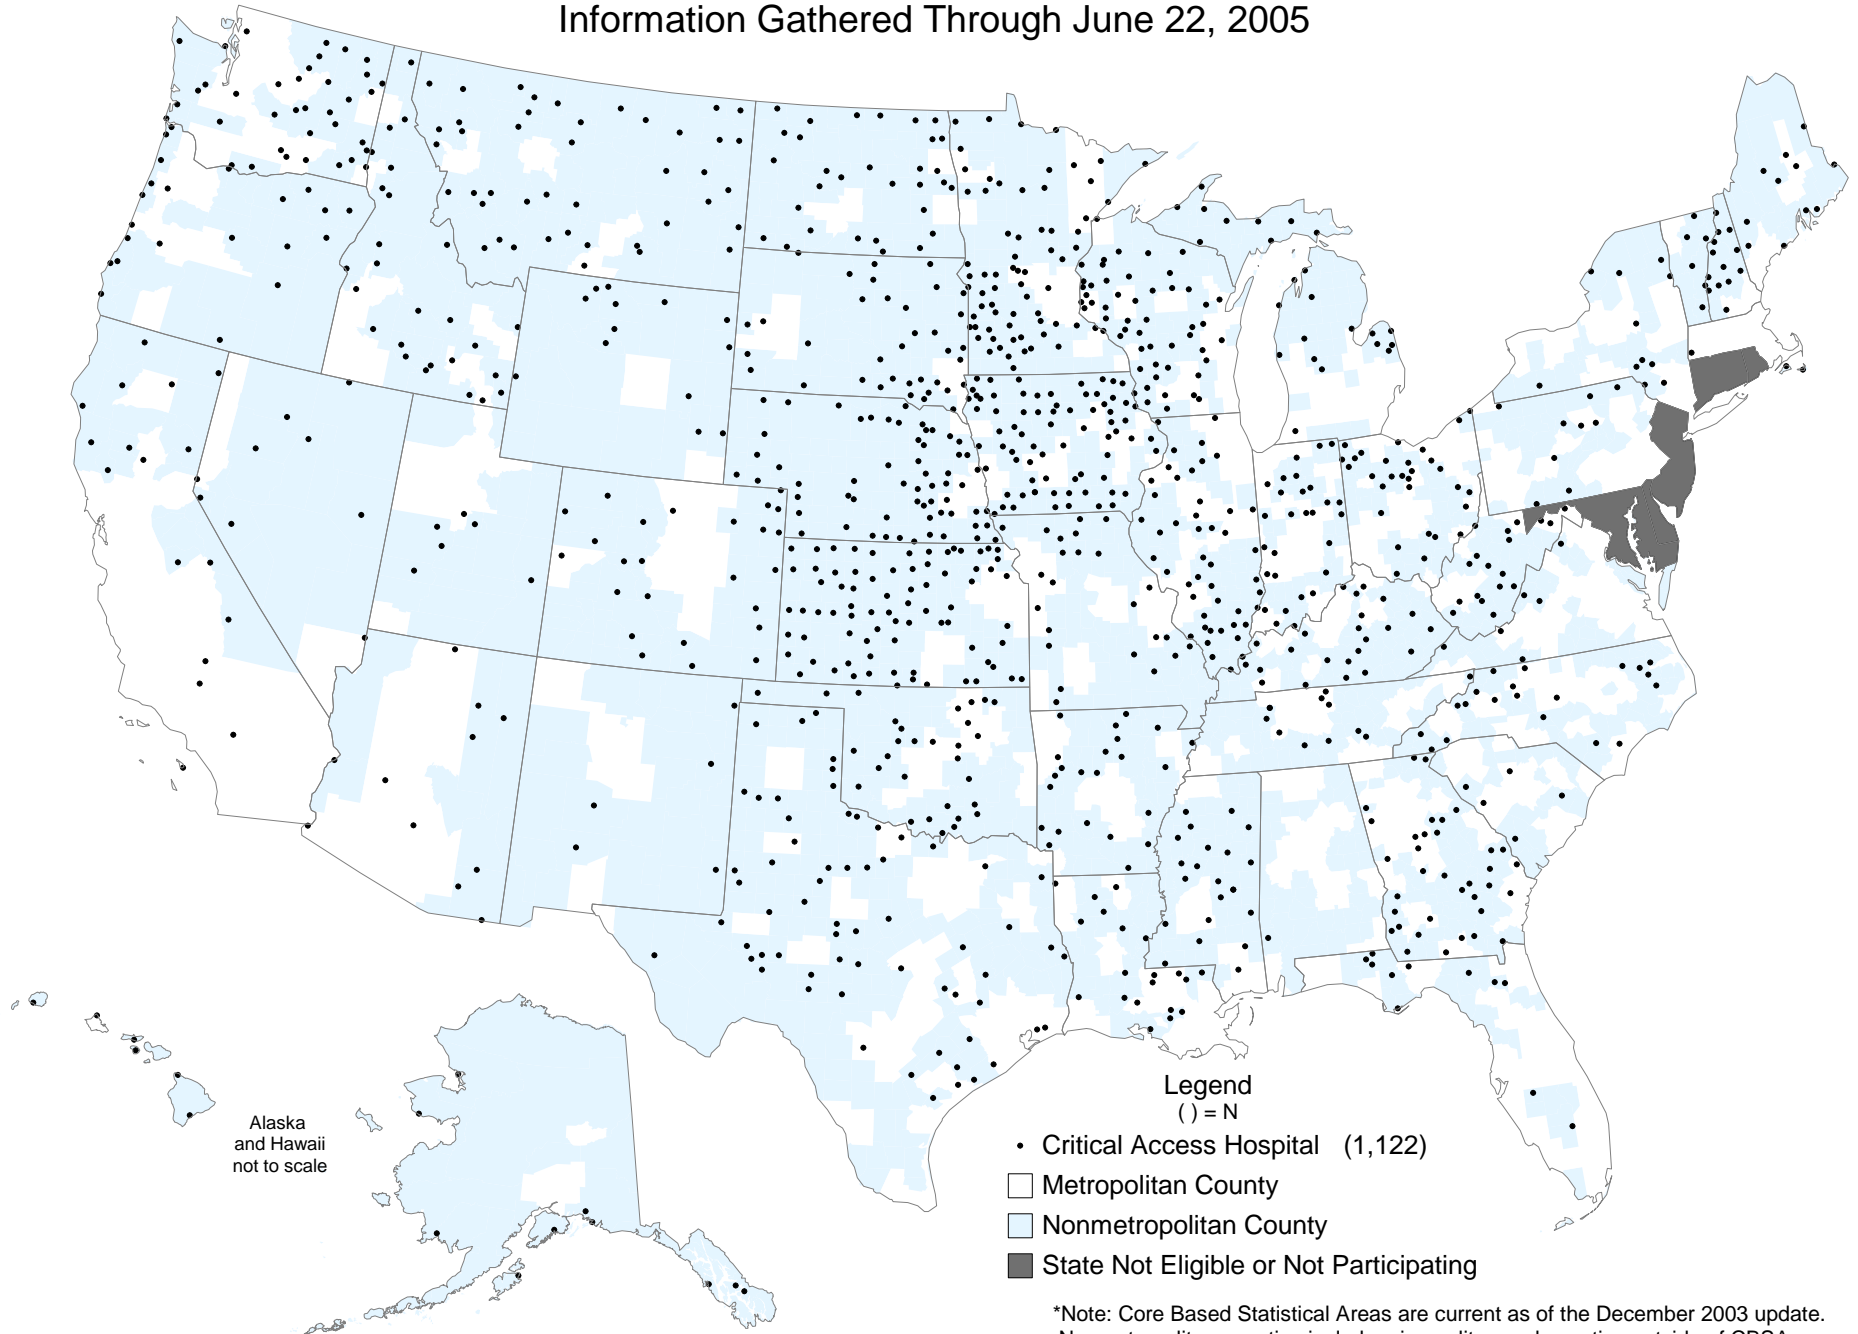 Information Gathered Through June 22, 2005
Alaska
and Hawaii
not to scale
Legend
( ) = N
Critical Access Hospital (1,122)
Metropolitan County
Nonmetropolitan County
State Not Eligible or Not Participating
*Note: Core Based Statistical Areas are current as of the December 2003 update.